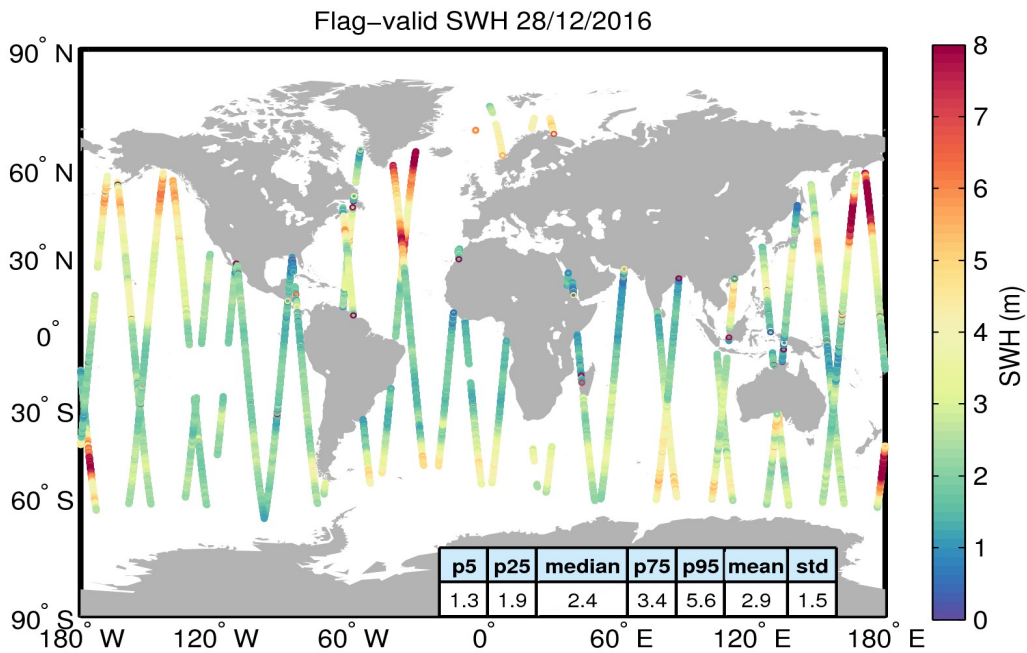 Flag−valid SWH 28/12/2016
90° N
60° N
30° N
0°
30° S
60° S
90° S
180° W
120° W
60° W
0°
60° E
120° E
180° E
p5 p25 median p75 p95 mean std
1.3 1.9 2.4 3.4 5.6 2.9 1.5
8
7
6
5
4
3
2
1
0
SWH (m)